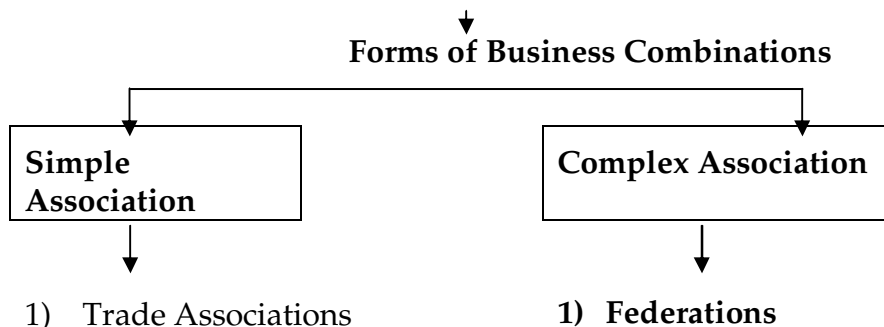 Forms of Business Combinations
Simple
Association
Complex Association
1) Trade Associations
1) Federations